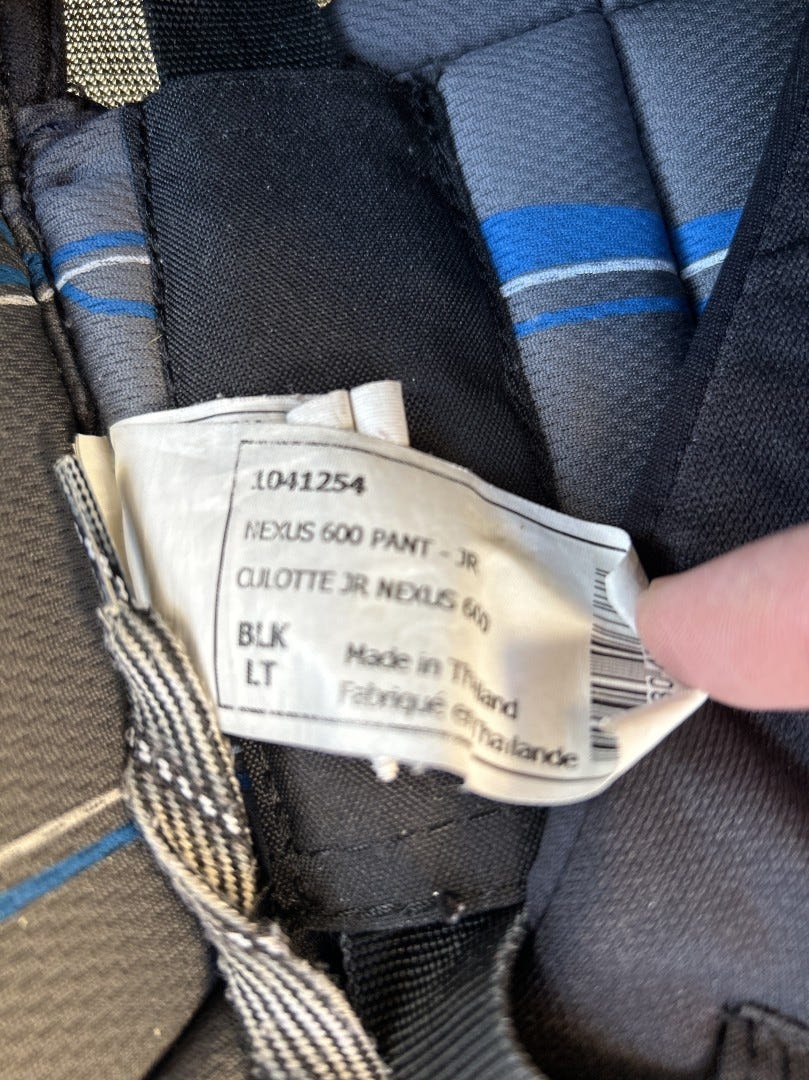 1041254
NEXUS 600 PANT - JR
CULOTTE JR NEXUS 600
BLK
LT
Made in Thailand
Fabriqué en Thaïlande